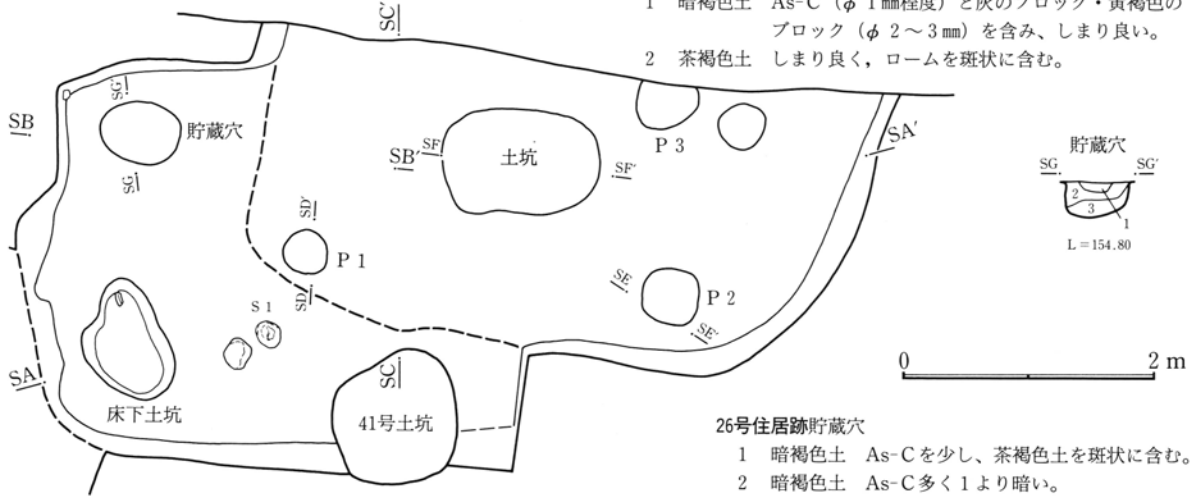 1 暗褐色土 As-C（φ 1㎜程度）と灰のブロック・黄褐色の
ブロック（φ 2～3㎜）を含み、しまり良い。
2 茶褐色土 しまり良く，ロームを斑状に含む。
SC′
SB
SG′
貯蔵穴
SG
SB′
SF
土坑
SF′
P 3
SA′
貯蔵穴
SG
SG′
2
3
1
L＝154.80
SD′
P 1
SD
SE
P 2
SE′
S 1
SA
床下土坑
SC
41号土坑
0
2 m
26号住居跡貯蔵穴
1 暗褐色土 As-Cを少し、茶褐色土を斑状に含む。
2 暗褐色土 As-C多く1より暗い。